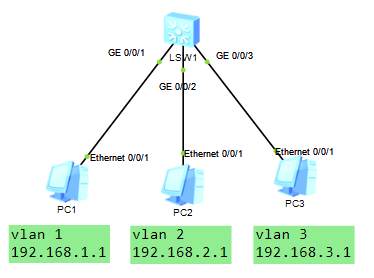 GE 0/0/1
GE 0/0/3
LSW1
GE 0/0/2
Ethernet 0/0/1
Ethernet 0/0/1
Ethernet 0/0/1
PC1
PC2
PC3
vlan 1
192.168.1.1
vlan 2
192.168.2.1
vlan 3
192.168.3.1